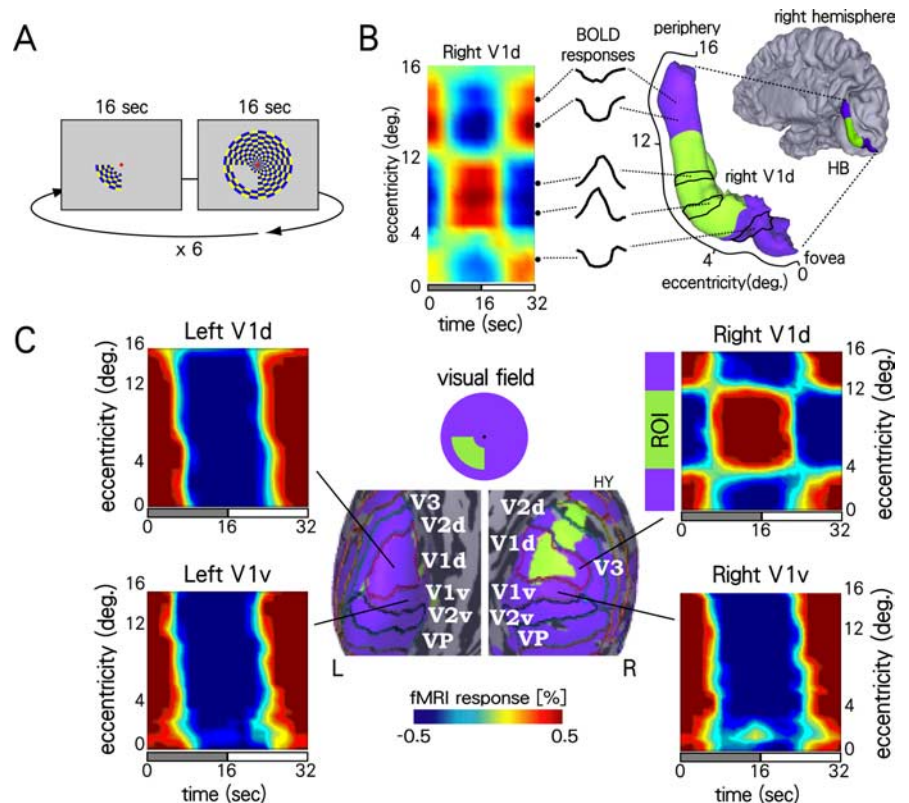 A
16 sec
16 sec
x 6
B
Right V1d
BOLD responses
eccentricity (deg.)
16
12
8
4
0
0
16
32
time (sec)
periphery
16
12
4
0
fovea
eccentricity(deg.)
right V1d
right hemisphere
HB
C
Left V1d
eccentricity (deg.)
16
12
4
0
0
16
32
visual field
Right V1d
ROI
eccentricity (deg.)
16
12
4
0
0
16
32
HY
V3
V2d
V1d
V1v
V2v
VP
L
V2d
V1d
V3
V1v
V2v
VP
R
fMRI response [%]
-0.5
0.5
Left V1v
eccentricity (deg.)
16
12
4
0
0
16
32
time (sec)
Right V1v
eccentricity (deg.)
16
12
4
0
0
16
32
time (sec)